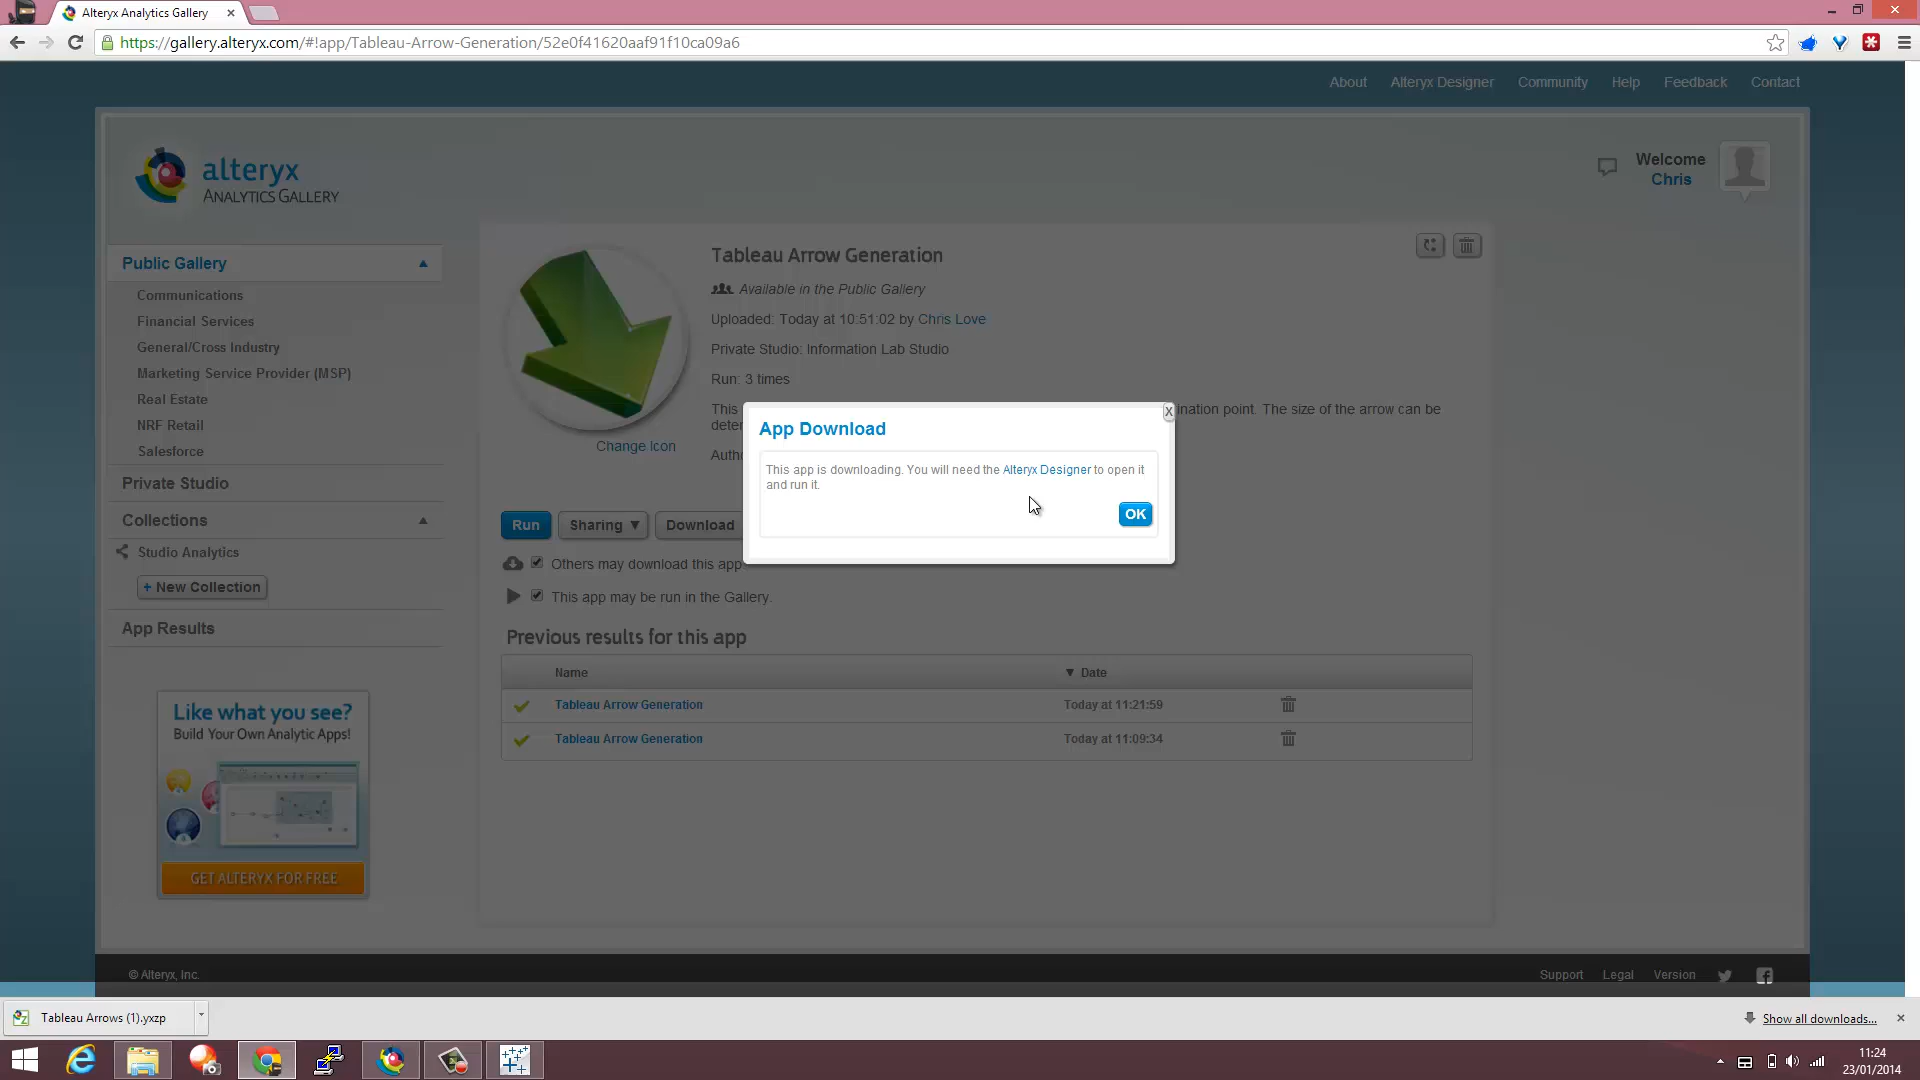 Alteryx Analytics Gallery
https://gallery.alteryx.com/#!app/Tableau-Arrow-Generation/52e0f41620aaf91f10ca09a6
About Alteryx Designer Community Help Feedback Contact
alteryx
ANALYTICS GALLERY
Welcome
Chris
Public Gallery
Communications
Financial Services
General/Cross Industry
Marketing Service Provider (MSP)
Real Estate
NRF Retail
Salesforce
Private Studio
Collections
Studio Analytics
+ New Collection
App Results
Like what you see?
Build Your Own Analytic Apps!
GET ALTERYX FOR FREE
Tableau Arrow Generation
Available in the Public Gallery
Uploaded: Today at 10:51:02 by Chris Love
Private Studio: Information Lab Studio
Run: 3 times
This ination point. The size of the arrow can be
deter
Autho
Change Icon
App Download
X
This app is downloading. You will need the Alteryx Designer to open it
and run it.
OK
Run Sharing ▼ Download
Others may download this app
This app may be run in the Gallery.
Previous results for this app
Name ▼ Date
Tableau Arrow Generation Today at 11:21:59
Tableau Arrow Generation Today at 11:09:34
© Alteryx, Inc.
Support Legal Version
Tableau Arrows (1).yxzp
Show all downloads...
11:24
23/01/2014